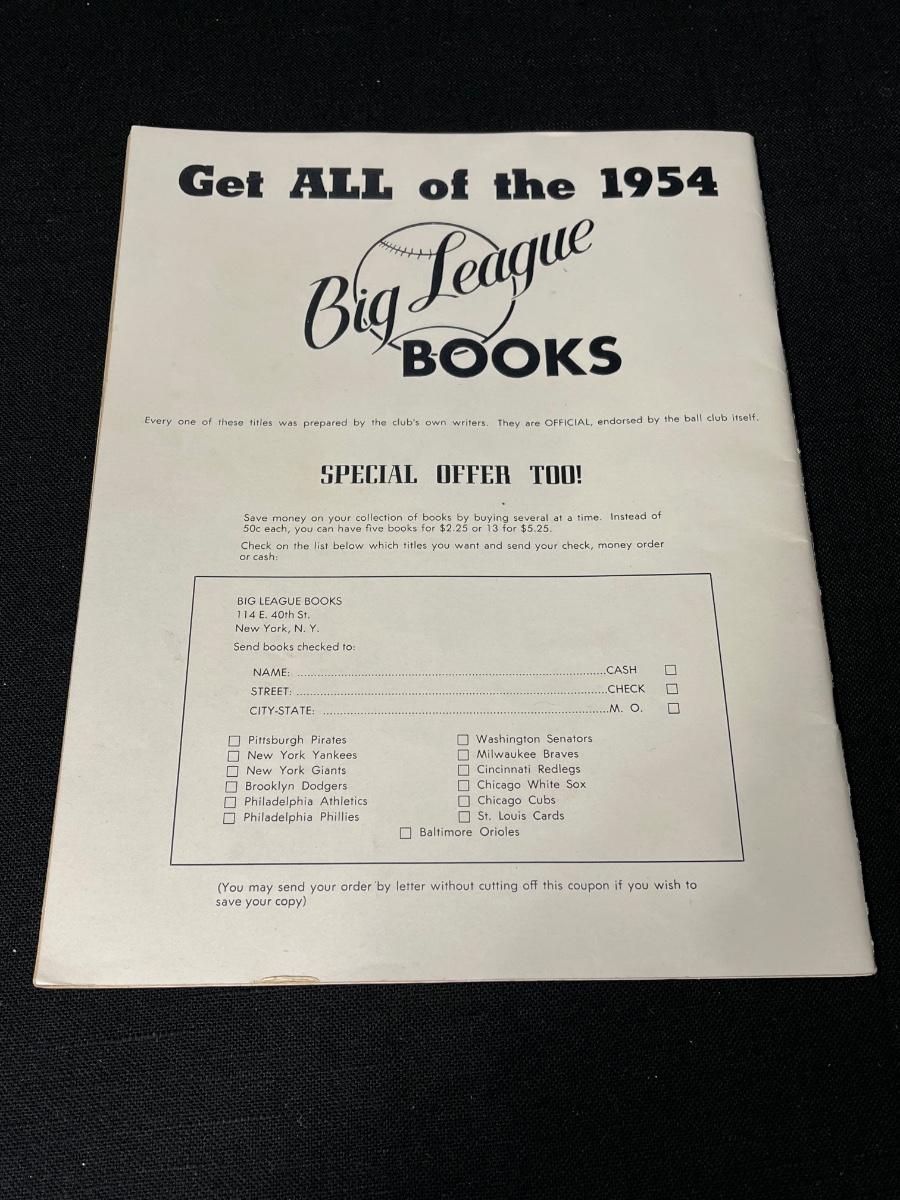 Get ALL of the 1954
Big League
BOOKS
Every one of these titles was prepared by the club's own writers. They are OFFICIAL, endorsed by the ball club itself.
SPECIAL OFFER TOO!
Save money on your collection of books by buying several at a time. Instead of
50c each, you can have five books for $2.25 or 13 for $5.25.
Check on the list below which titles you want and send your check, money order
or cash:
BIG LEAGUE BOOKS
114 E. 40th St.
New York, N. Y.
Send books checked to:
NAME: ........................................................................CASH ☐
STREET: ........................................................................CHECK ☐
CITY-STATE: ..................................................................M. O. ☐
☐ Pittsburgh Pirates ☐ Washington Senators
☐ New York Yankees ☐ Milwaukee Braves
☐ New York Giants ☐ Cincinnati Redlegs
☐ Brooklyn Dodgers ☐ Chicago White Sox
☐ Philadelphia Athletics ☐ Chicago Cubs
☐ Philadelphia Phillies ☐ St. Louis Cards
☐ Baltimore Orioles
(You may send your order by letter without cutting off this coupon if you wish to
save your copy)